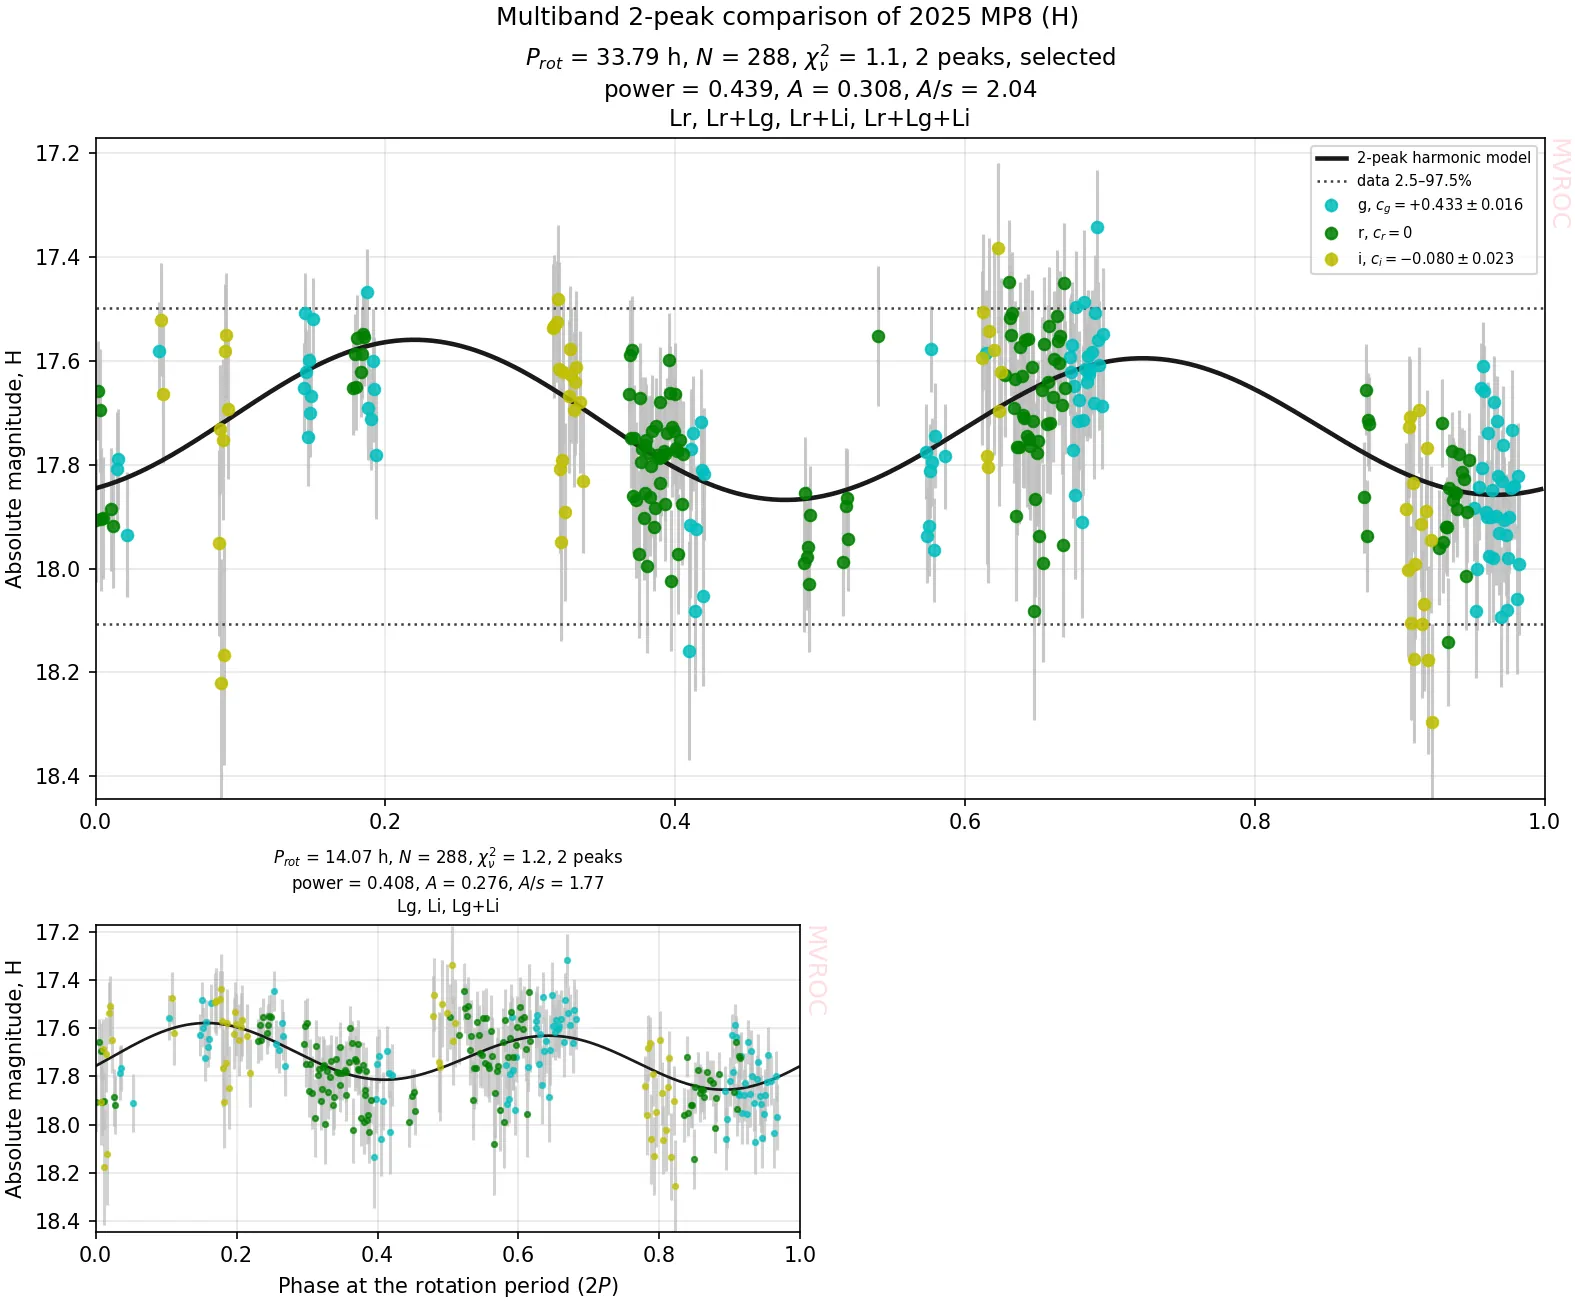 Multiband 2-peak comparison of 2025 MP8 (H)
P_rot = 33.79 h, N = 288, χ²_ν = 1.1, 2 peaks, selected
power = 0.439, A = 0.308, A/s = 2.04
Lr, Lr+Lg, Lr+Li, Lr+Lg+Li
MVROC
2-peak harmonic model
data 2.5–97.5%
g, c_g = +0.433 ± 0.016
r, c_r = 0
i, c_i = −0.080 ± 0.023
Absolute magnitude, H
17.2
17.4
17.6
17.8
18.0
18.2
18.4
0.0 0.2 0.4 0.6 0.8 1.0
P_rot = 14.07 h, N = 288, χ²_ν = 1.2, 2 peaks
power = 0.408, A = 0.276, A/s = 1.77
Lg, Li, Lg+Li
MVROC
Absolute magnitude, H
17.2
17.4
17.6
17.8
18.0
18.2
18.4
0.0 0.2 0.4 0.6 0.8 1.0
Phase at the rotation period (2P)